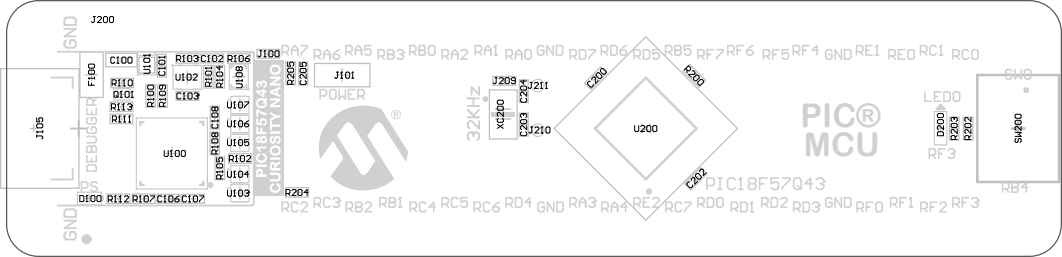 J200
GND
RA7 RA6 RA5 RB3 RB0 RA2 RA1 RA0 GND RD7 RD6 RD5 RB5 RF7 RF6 RF5 RF4 GND RE1 RE0 RC1 RC0
F100 C100 U101 C101 R103 C102 R106 J100
U102 R101 R104 U108 R205 C205 J101
POWER
R110 Q101 R113 R111
R100 R109 C103
U107 U106 U105 U104 U103
C108 R108 R105 R102
J105 DEBUGGER U100
PIC18F57Q43
CURIOSITY NANO
®
J209 J211
32KHz XC200 C204 C203 J210
C200 R200 U200 C202
PIC®
MCU
PIC18F57Q43
LED0
D200 R203 R202
RF3
SW0
SW200
RB4
PS
D100 R112 R107 C106 C107 R204
RC2 RC3 RB2 RB1 RC4 RC5 RC6 RD4 GND RA3 RA4 RE2 RC7 RD0 RD1 RD2 RD3 GND RF0 RF1 RF2 RF3
GND